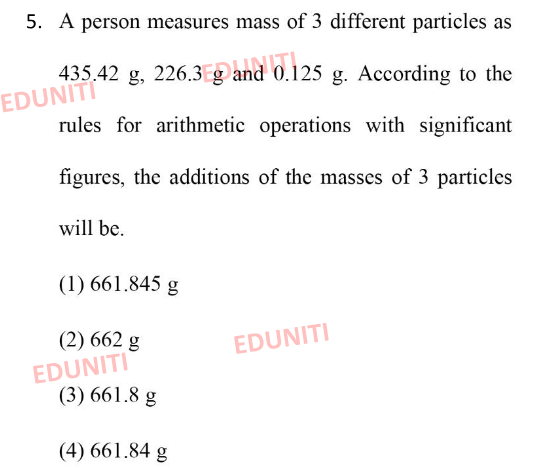 5. A person measures mass of 3 different particles as
435.42 g, 226.3 g and 0.125 g. According to the
EDUNITI
EDUNITI
rules for arithmetic operations with significant
figures, the additions of the masses of 3 particles
will be.
(1) 661.845 g
(2) 662 g
EDUNITI
EDUNITI
(3) 661.8 g
(4) 661.84 g